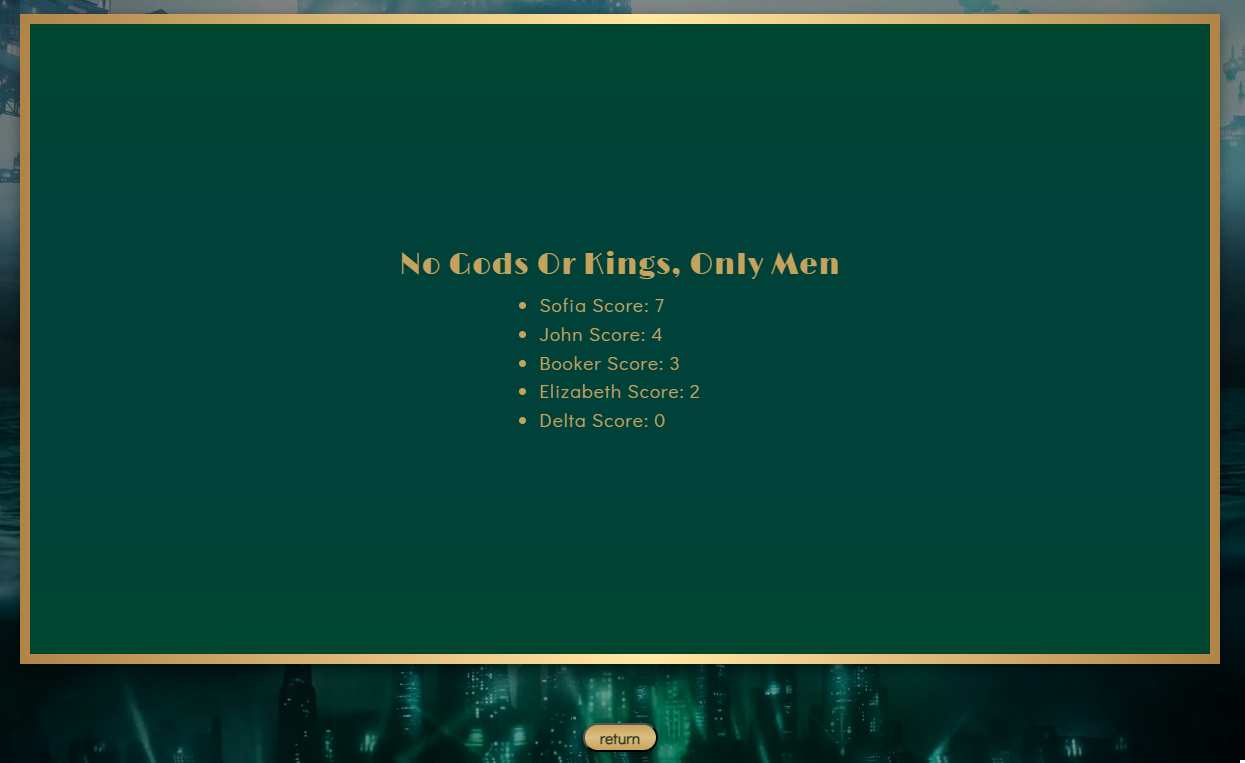 No Gods Or Kings, Only Men
Sofia Score: 7
John Score: 4
Booker Score: 3
Elizabeth Score: 2
Delta Score: 0
return